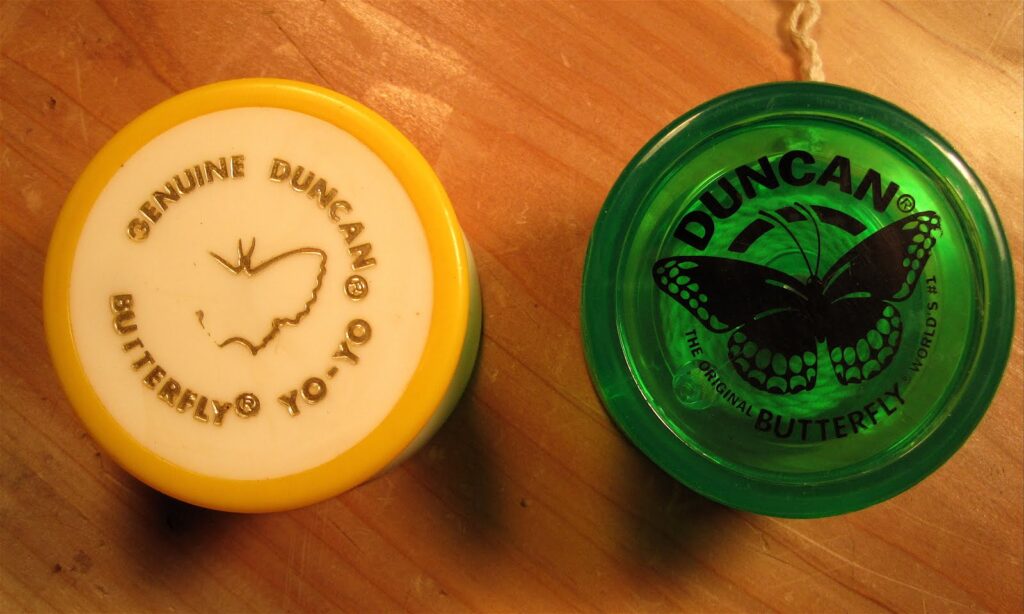 GENUINE DUNCAN®
BUTTERFLY® YO-YO
DUNCAN®
THE ORIGINAL BUTTERFLY • WORLD'S #1